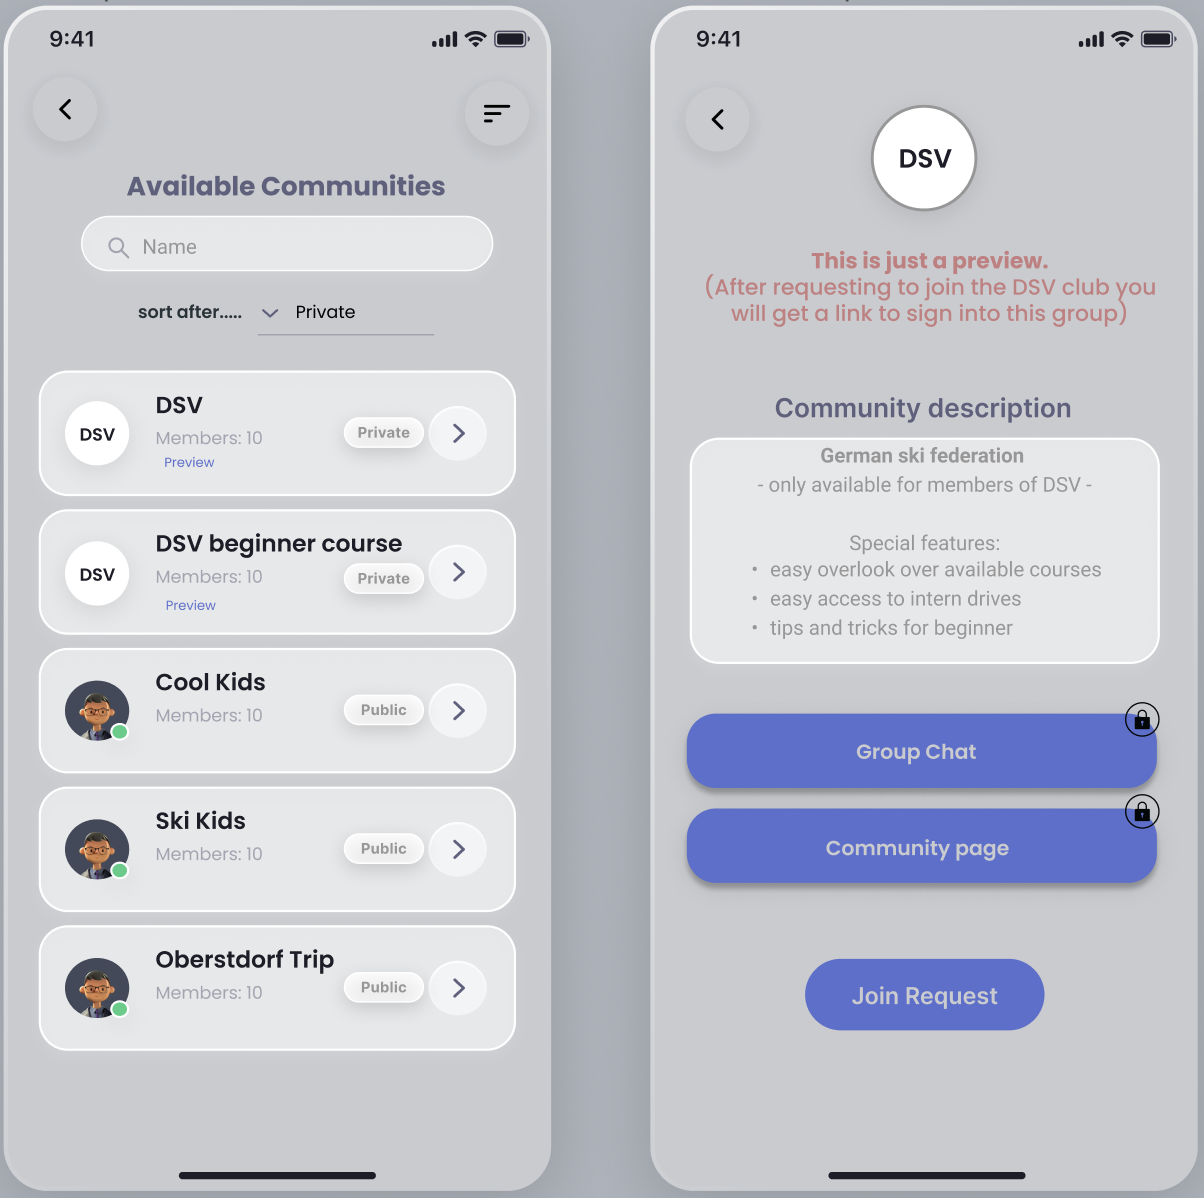 9:41
Available Communities
Name
sort after.....
Private
DSV
DSV
Members: 10
Preview
Private
DSV
DSV beginner course
Members: 10
Preview
Private
Cool Kids
Members: 10
Public
Ski Kids
Members: 10
Public
Oberstdorf Trip
Members: 10
Public
9:41
DSV
This is just a preview.
(After requesting to join the DSV club you
will get a link to sign into this group)
Community description
German ski federation
- only available for members of DSV -
Special features:
• easy overlook over available courses
• easy access to intern drives
• tips and tricks for beginner
Group Chat
Community page
Join Request